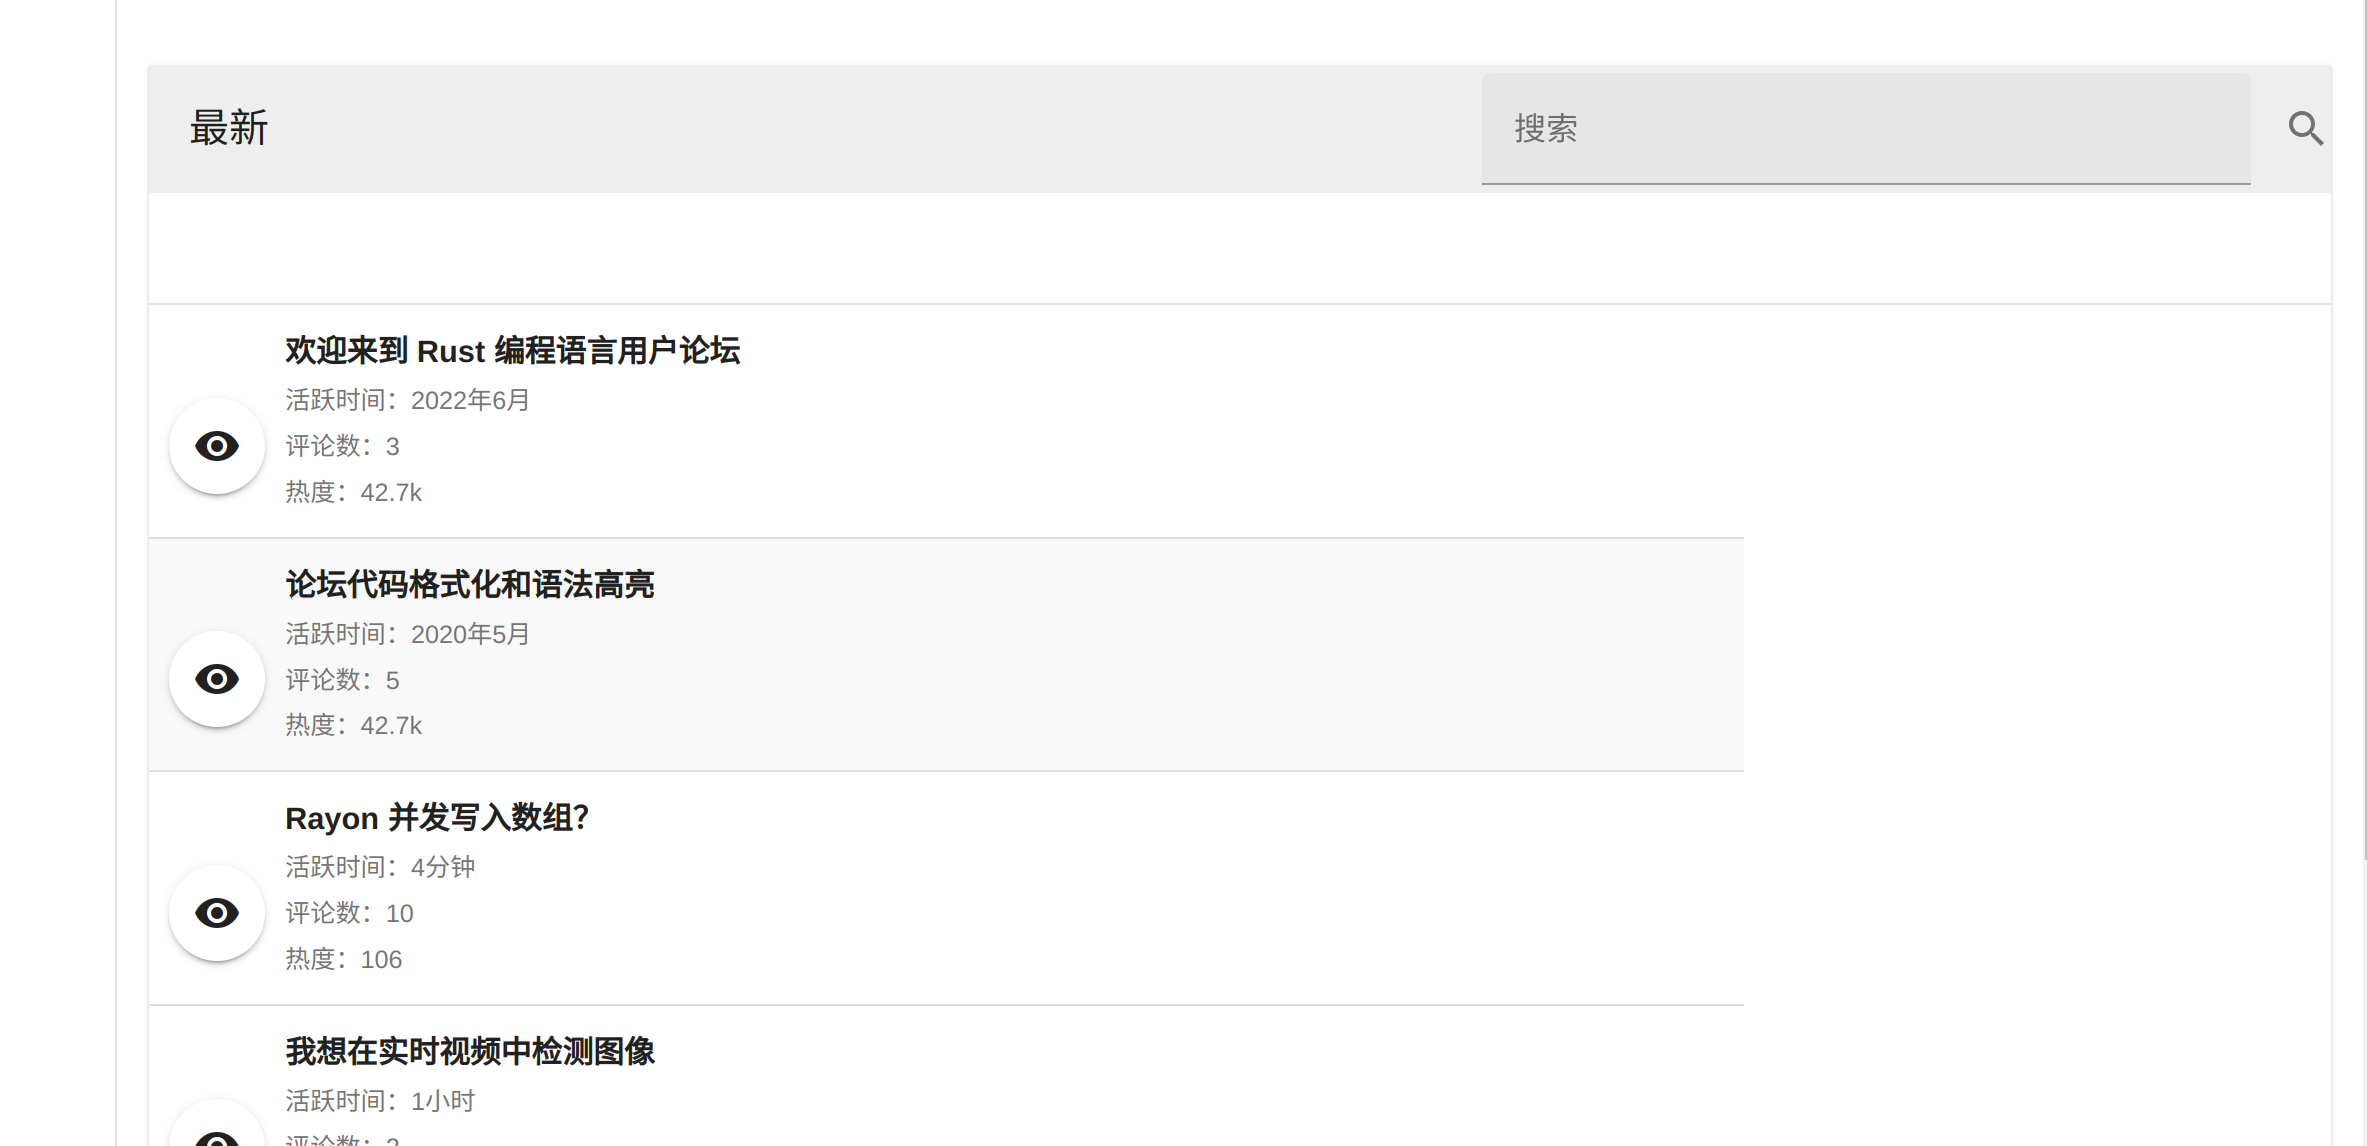 最新
搜索
欢迎来到 Rust 编程语言用户论坛
活跃时间：2022年6月
评论数：3
热度：42.7k
论坛代码格式化和语法高亮
活跃时间：2020年5月
评论数：5
热度：42.7k
Rayon 并发写入数组？
活跃时间：4分钟
评论数：10
热度：106
我想在实时视频中检测图像
活跃时间：1小时
评论数：